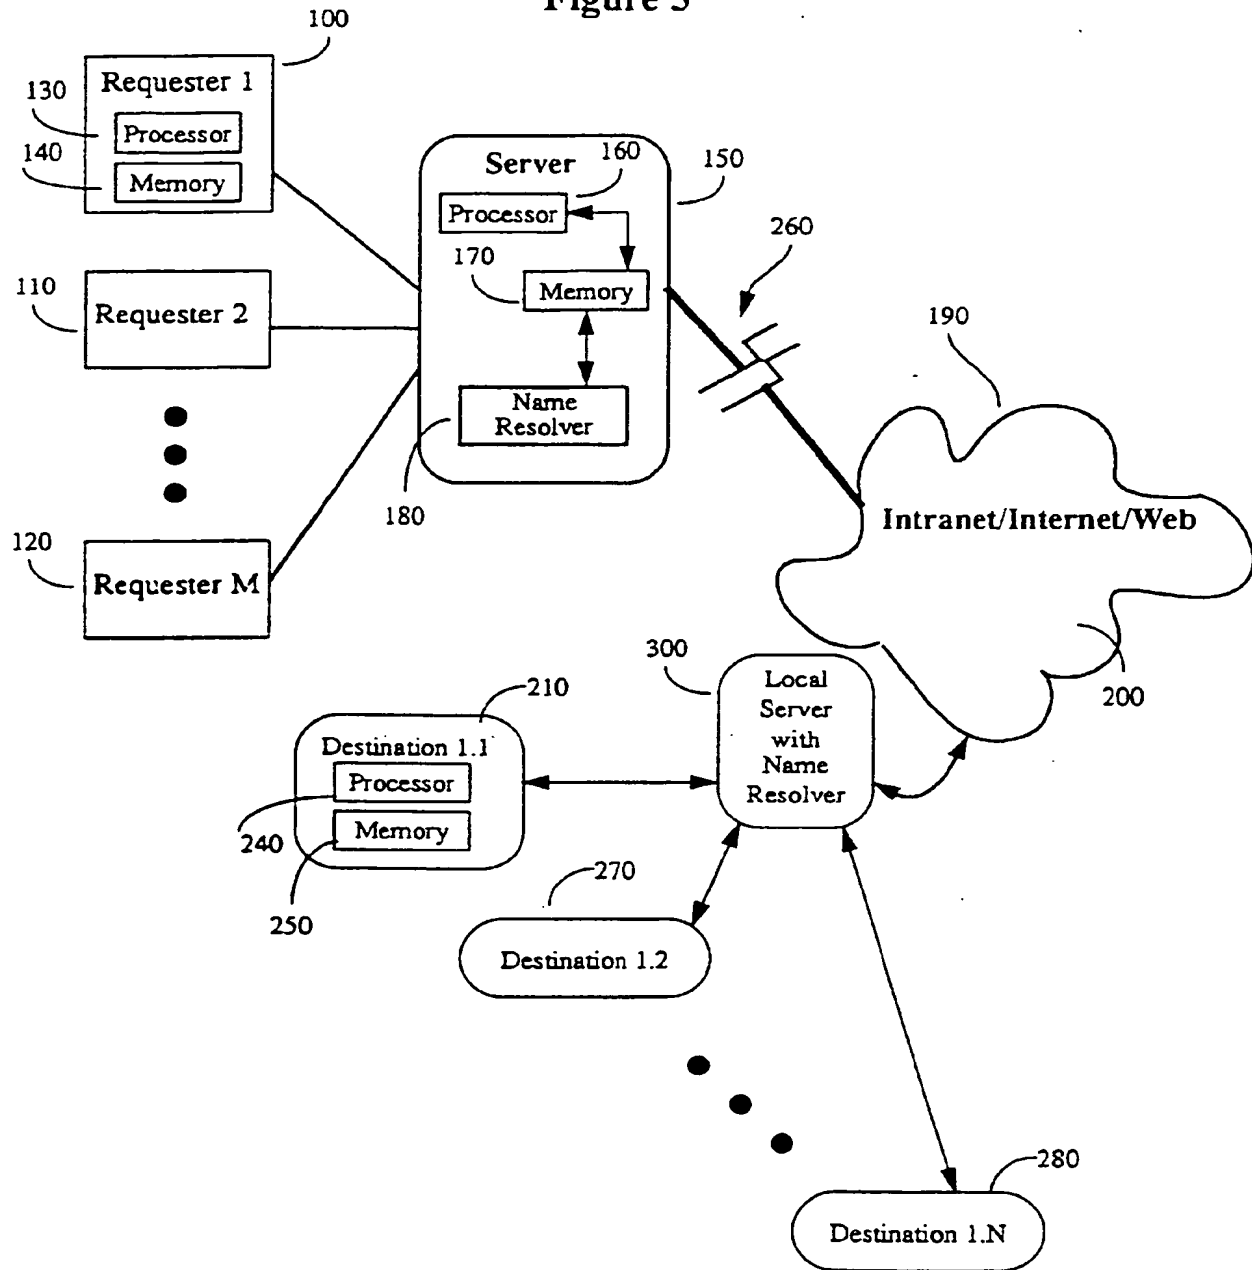 Figure 3
100
Requester 1
130
Processor
140
Memory
Server
160
150
Processor
170
Memory
260
110
Requester 2
190
Name
Resolver
180
Intranet/Internet/Web
120
Requester M
200
300
Local
Server
with
Name
Resolver
210
Destination 1.1
Processor
240
Memory
250
270
Destination 1.2
280
Destination 1.N